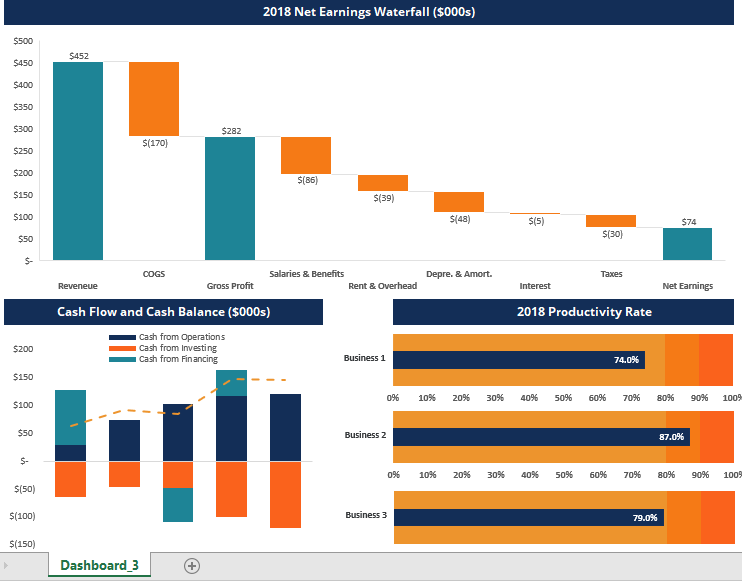 2018 Net Earnings Waterfall ($000s)
$500
$450
$400
$350
$300
$250
$200
$150
$100
$50
$-
$452
$(170)
$282
$(86)
$(39)
$(48)
$(5)
$(30)
$74
Reveneue
COGS
Gross Profit
Salaries & Benefits
Rent & Overhead
Depre. & Amort.
Interest
Taxes
Net Earnings
Cash Flow and Cash Balance ($000s)
Cash from Operations
Cash from Investing
Cash from Financing
$200
$150
$100
$50
$-
$(50)
$(100)
$(150)
2018 Productivity Rate
Business 1
74.0%
0% 10% 20% 30% 40% 50% 60% 70% 80% 90% 100%
Business 2
87.0%
0% 10% 20% 30% 40% 50% 60% 70% 80% 90% 100%
Business 3
79.0%
Dashboard_3